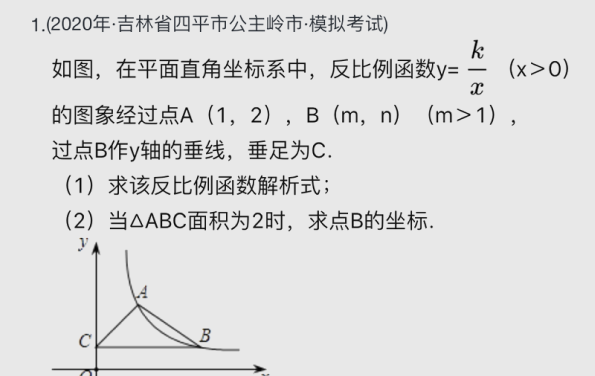 1.(2020年·吉林省四平市公主岭市·模拟考试)
如图，在平面直角坐标系中，反比例函数y= k/x （x＞0）
的图象经过点A（1，2），B（m，n）（m＞1），
过点B作y轴的垂线，垂足为C.
（1）求该反比例函数解析式；
（2）当△ABC面积为2时，求点B的坐标.
y
A
C
B